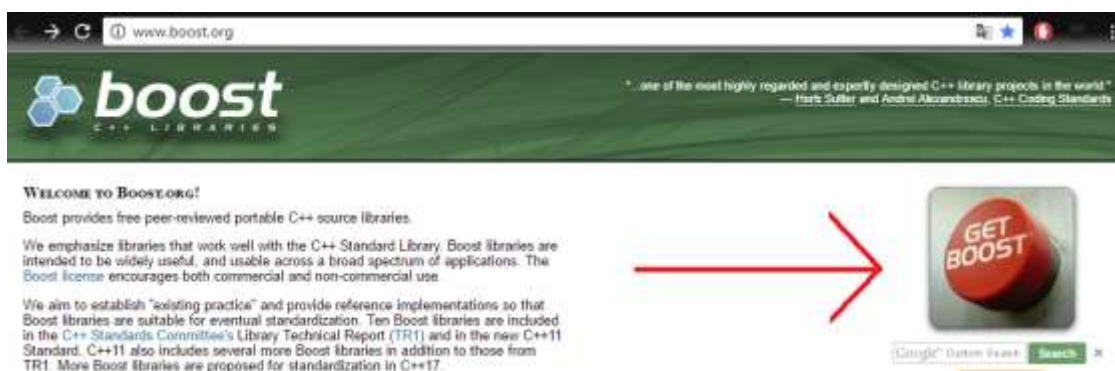 www.boost.org
boost
C++ LIBRARIES
"...one of the most highly regarded and expertly designed C++ library projects in the world."
— Herb Sutter and Andrei Alexandrescu, C++ Coding Standards
WELCOME TO BOOST.ORG!
Boost provides free peer-reviewed portable C++ source libraries.
We emphasize libraries that work well with the C++ Standard Library. Boost libraries are
intended to be widely useful, and usable across a broad spectrum of applications. The
Boost license encourages both commercial and non-commercial use.
We aim to establish "existing practice" and provide reference implementations so that
Boost libraries are suitable for eventual standardization. Ten Boost libraries are included
in the C++ Standards Committee's Library Technical Report (TR1) and in the new C++11
Standard. C++11 also includes several more Boost libraries in addition to those from
TR1. More Boost libraries are proposed for standardization in C++17.
GET
BOOST
Google™ Custom Search
Search